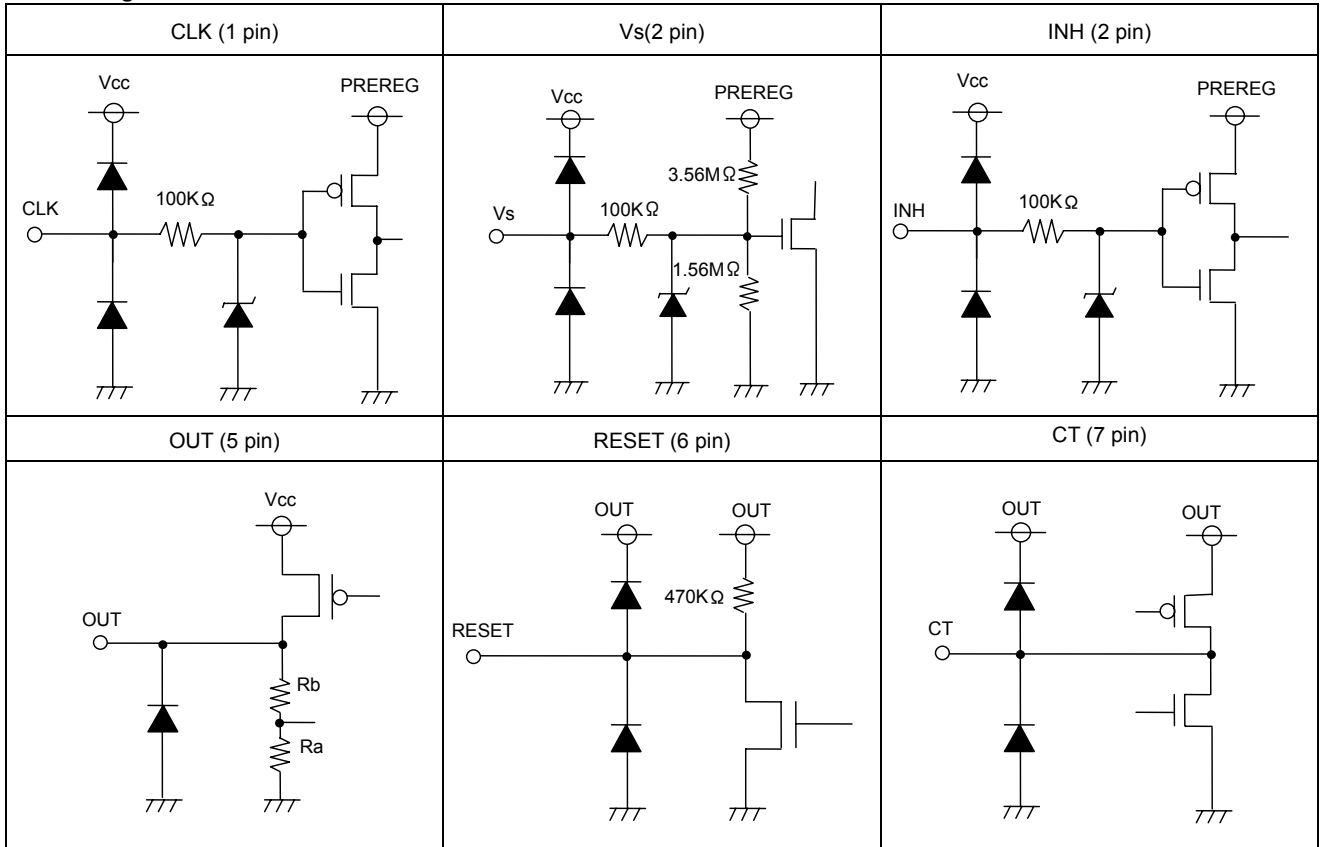 CLK (1 pin)
Vcc
PREREG
100KΩ
CLK
Vs(2 pin)
Vcc
PREREG
3.56MΩ
Vs
100KΩ
1.56MΩ
INH (2 pin)
Vcc
PREREG
100KΩ
INH
OUT (5 pin)
Vcc
OUT
Rb
Ra
RESET (6 pin)
OUT
OUT
470KΩ
RESET
CT (7 pin)
OUT
OUT
CT